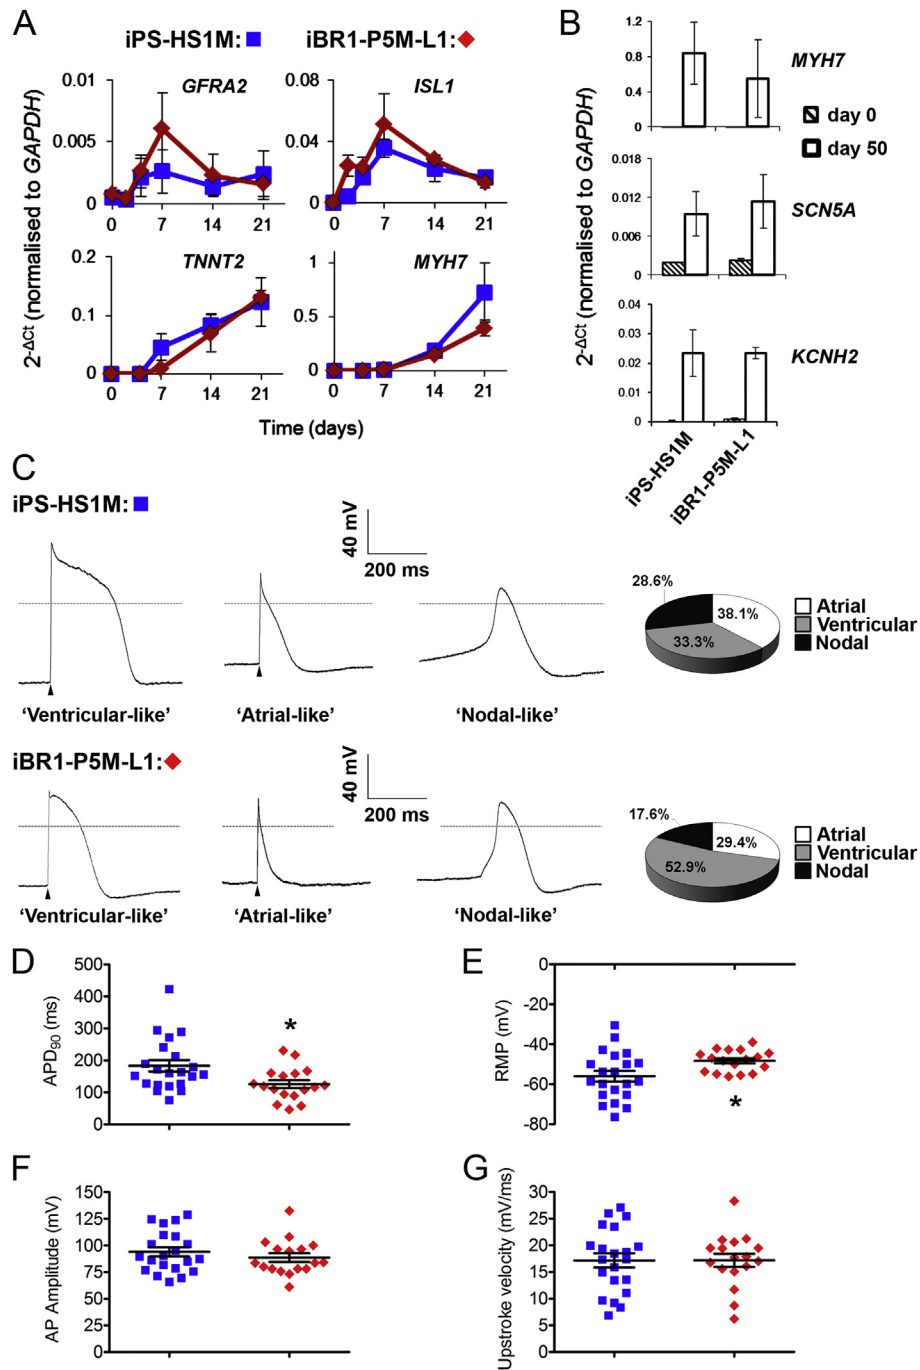 A
iPS-HS1M:
iBR1-P5M-L1:
2-ΔCt (normalised to GAPDH)
GFRA2
0.01
0.005
0
0 7 14 21
ISL1
0.08
0.04
0
0 7 14 21
TNNT2
0.2
0.1
0
0 7 14 21
MYH7
1
0.5
0
0 7 14 21
Time (days)
B
2-ΔCt (normalised to GAPDH)
MYH7
1.2
0.8
0.4
0
day 0
day 50
SCN5A
0.018
0.012
0.006
0
KCNH2
0.04
0.03
0.02
0.01
0
iPS-HS1M
iBR1-P5M-L1
C
iPS-HS1M:
40 mV
200 ms
'Ventricular-like'
'Atrial-like'
'Nodal-like'
28.6%
38.1%
33.3%
Atrial
Ventricular
Nodal
iBR1-P5M-L1:
40 mV
200 ms
'Ventricular-like'
'Atrial-like'
'Nodal-like'
17.6%
29.4%
52.9%
Atrial
Ventricular
Nodal
D
APD90 (ms)
500
400
300
200
100
0
*
E
RMP (mV)
0
-20
-40
-60
-80
*
F
AP Amplitude (mV)
150
125
100
75
50
25
0
G
Upstroke velocity (mV/ms)
30
25
20
15
10
5
0